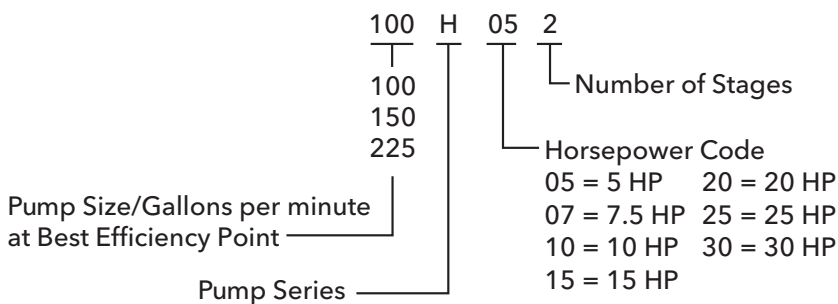 100 H 05 2
100
150
225
Number of Stages
Horsepower Code
05 = 5 HP 20 = 20 HP
07 = 7.5 HP 25 = 25 HP
10 = 10 HP 30 = 30 HP
15 = 15 HP
Pump Size/Gallons per minute
at Best Efficiency Point
Pump Series